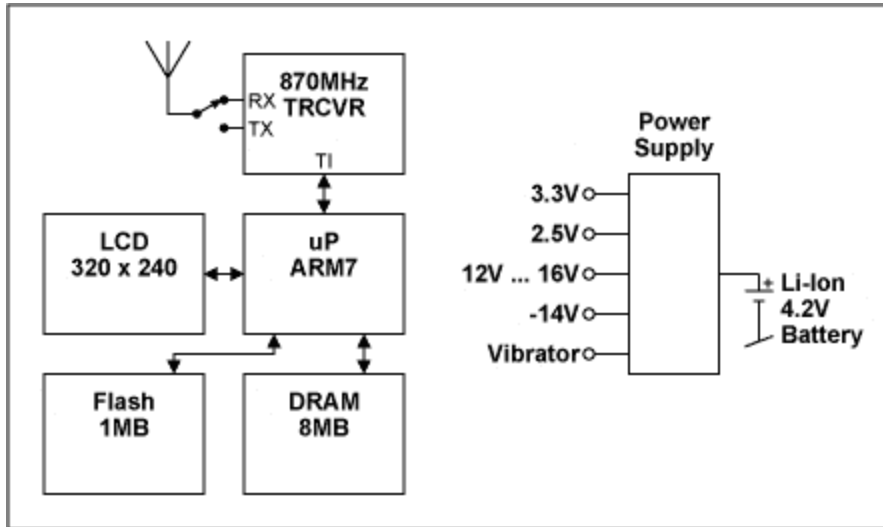 870MHz
TRCVR
RX
TX
TI
LCD
320 x 240
uP
ARM7
Flash
1MB
DRAM
8MB
Power
Supply
3.3V
2.5V
12V ... 16V
-14V
Vibrator
+ Li-Ion
4.2V
Battery